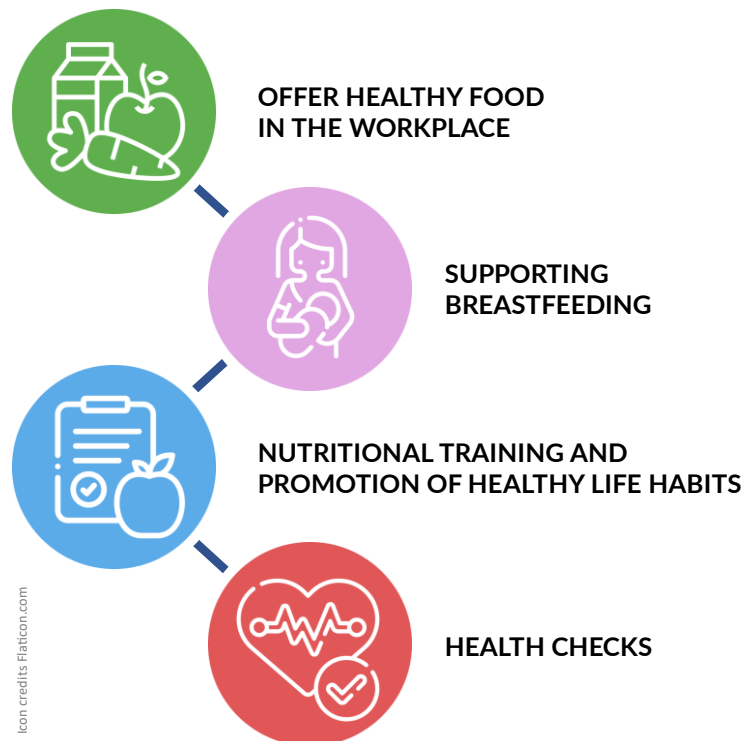 OFFER HEALTHY FOOD
IN THE WORKPLACE
SUPPORTING
BREASTFEEDING
NUTRITIONAL TRAINING AND
PROMOTION OF HEALTHY LIFE HABITS
HEALTH CHECKS
Icon credits Flaticon.com